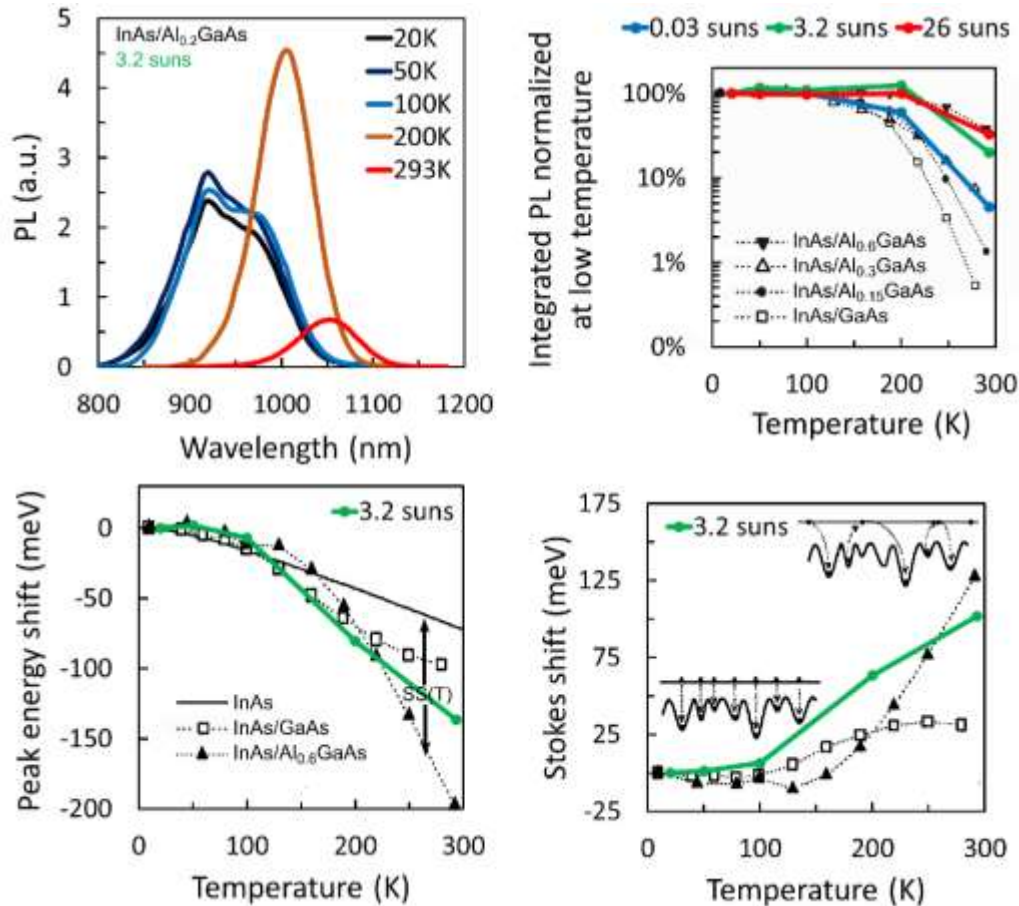 InAs/Al0.2GaAs
3.2 suns
20K
50K
100K
200K
293K
PL (a.u.)
5
4
3
2
1
0
800 900 1000 1100 1200
Wavelength (nm)
0.03 suns 3.2 suns 26 suns
Integrated PL normalized
at low temperature
100%
10%
1%
0%
InAs/Al0.6GaAs
InAs/Al0.3GaAs
InAs/Al0.15GaAs
InAs/GaAs
0 100 200 300
Temperature (K)
Peak energy shift (meV)
0
-50
-100
-150
-200
3.2 suns
SS(T)
InAs
InAs/GaAs
InAs/Al0.6GaAs
0 100 200 300
Temperature (K)
Stokes shift (meV)
175
125
75
25
-25
3.2 suns
0 100 200 300
Temperature (K)